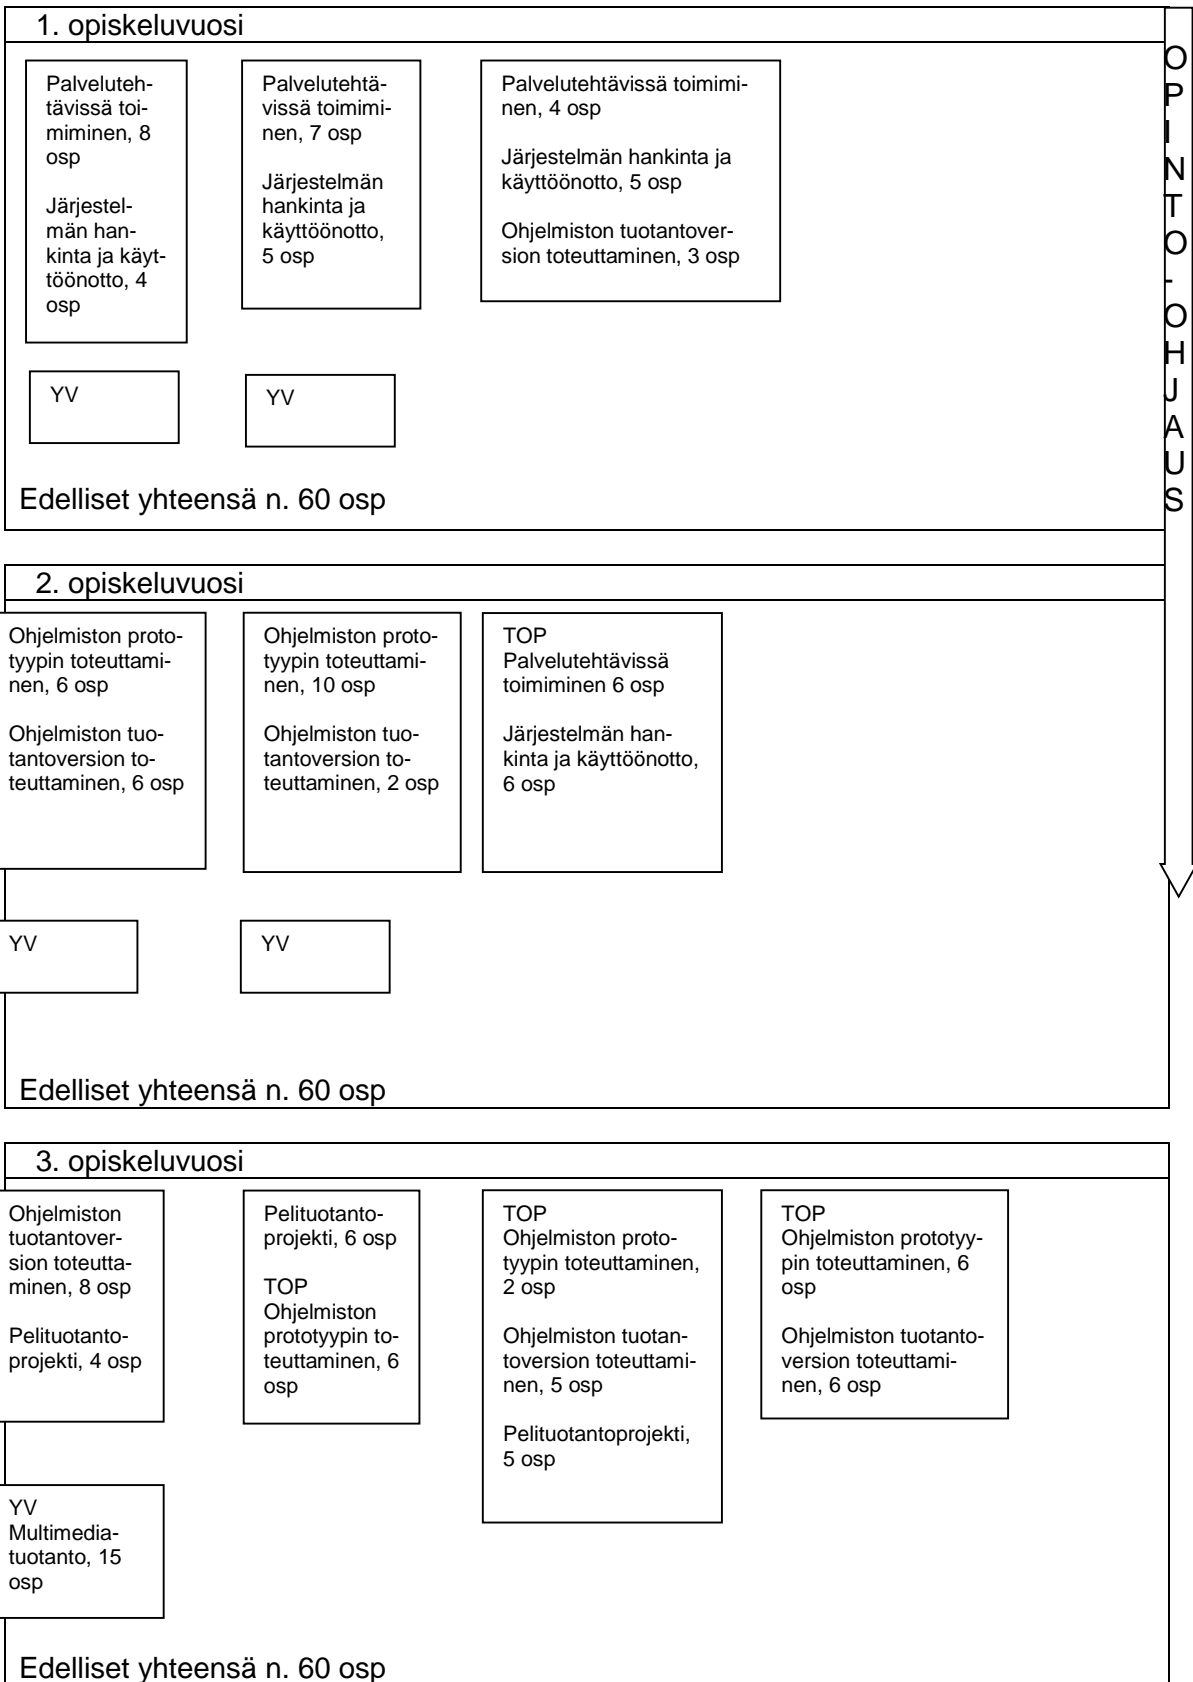 1. opiskeluvuosi
Palveluteh-
tävissä toi-
miminen, 8
osp
Järjestel-
män han-
kinta ja käyt-
töönotto, 4
osp
Palvelutehtä-
vissä toimimi-
nen, 7 osp
Järjestelmän
hankinta ja
käyttöönotto,
5 osp
Palvelutehtävissä toimimi-
nen, 4 osp
Järjestelmän hankinta ja
käyttöönotto, 5 osp
Ohjelmiston tuotantover-
sion toteuttaminen, 3 osp
YV
YV
Edelliset yhteensä n. 60 osp
O
P
I
N
T
O
-
O
H
J
A
U
S
2. opiskeluvuosi
Ohjelmiston proto-
tyypin toteuttami-
nen, 6 osp
Ohjelmiston tuo-
tantoversion to-
teuttaminen, 6 osp
Ohjelmiston proto-
tyypin toteuttami-
nen, 10 osp
Ohjelmiston tuo-
tantoversion to-
teuttaminen, 2 osp
TOP
Palvelutehtävissä
toimiminen 6 osp
Järjestelmän han-
kinta ja käyttöönotto,
6 osp
YV
YV
Edelliset yhteensä n. 60 osp
3. opiskeluvuosi
Ohjelmiston
tuotantover-
sion toteutta-
minen, 8 osp
Pelituotanto-
projekti, 4 osp
Pelituotanto-
projekti, 6 osp
TOP
Ohjelmiston
prototyypin to-
teuttaminen, 6
osp
TOP
Ohjelmiston proto-
tyypin toteuttaminen,
2 osp
Ohjelmiston tuotan-
toversion toteuttami-
nen, 5 osp
Pelituotantoprojekti,
5 osp
TOP
Ohjelmiston prototyy-
pin toteuttaminen, 6
osp
Ohjelmiston tuotanto-
version toteuttami-
nen, 6 osp
YV
Multimedia-
tuotanto, 15
osp
Edelliset yhteensä n. 60 osp